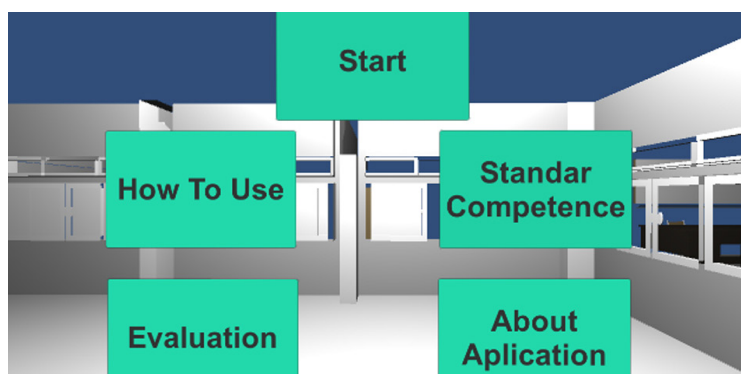 Start
How To Use
Standar
Competence
Evaluation
About
Aplication